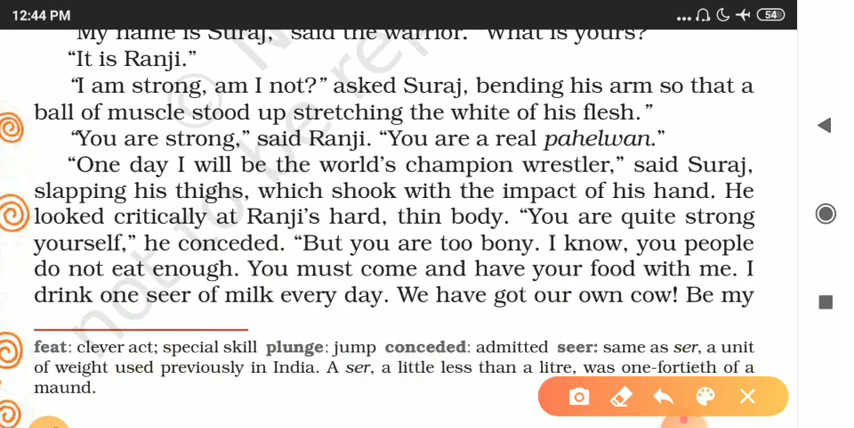 12:44 PM
54
"My name is Suraj," said the warrior. "What is yours?"
"It is Ranji."
"I am strong, am I not?" asked Suraj, bending his arm so that a
ball of muscle stood up stretching the white of his flesh."
"You are strong," said Ranji. "You are a real pahelwan."
"One day I will be the world's champion wrestler," said Suraj,
slapping his thighs, which shook with the impact of his hand. He
looked critically at Ranji's hard, thin body. "You are quite strong
yourself," he conceded. "But you are too bony. I know, you people
do not eat enough. You must come and have your food with me. I
drink one seer of milk every day. We have got our own cow! Be my
feat: clever act; special skill plunge: jump conceded: admitted seer: same as ser, a unit
of weight used previously in India. A ser, a little less than a litre, was one-fortieth of a
maund.
not to be re
© N